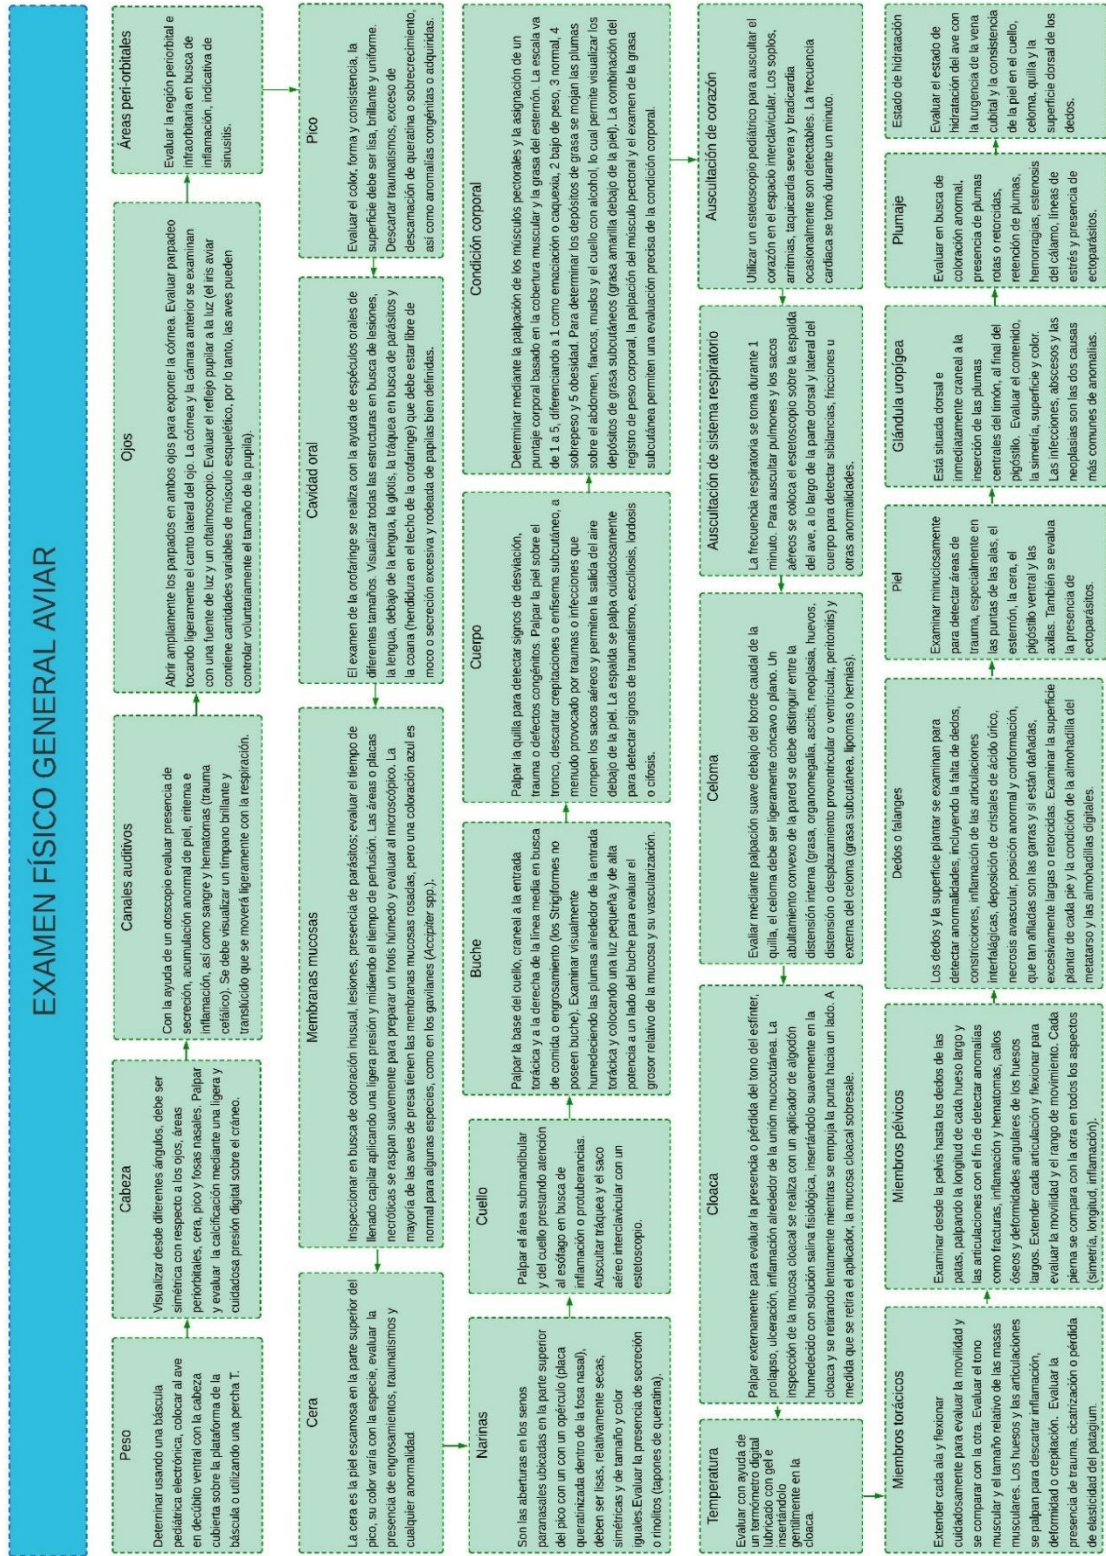 EXAMEN FÍSICO GENERAL AVIAR
Peso
Determinar usando una báscula
pediátrica electrónica, colocar al ave
en decúbito ventral con la cabeza
cubierta sobre la plataforma de la
báscula o utilizando una percha T.
Cabeza
Visualizar desde diferentes ángulos, debe ser
simétrica con respecto a los ojos, áreas
periorbitales, cera, pico y fosas nasales. Palpar
y evaluar la calcificación mediante una ligera y
cuidadosa presión digital sobre el cráneo.
Canales auditivos
Con la ayuda de un otoscopio evaluar presencia de
secreción, acumulación anormal de piel, eritema e
inflamación, así como sangre y hematomas (trauma
cefálico). Se debe visualizar un tímpano brillante y
translúcido que se moverá ligeramente con la respiración.
Ojos
Abrir ampliamente los parpados en ambos ojos para exponer la córnea. Evaluar parpadeo
tocando ligeramente el canto lateral del ojo. La córnea y la cámara anterior se examinan
con una fuente de luz y un oftalmoscopio. Evaluar el reflejo pupilar a la luz (el iris aviar
contiene cantidades variables de músculo esquelético, por lo tanto, las aves pueden
controlar voluntariamente el tamaño de la pupila).
Áreas peri-orbitales
Evaluar la región periorbital e
infraorbitaria en busca de
inflamación, indicativa de
sinusitis.
Pico
Evaluar el color, forma y consistencia, la
superficie debe ser lisa, brillante y uniforme.
Descartar traumatismos, exceso de
descamación de queratina o sobrecrecimiento,
así como anomalías congénitas o adquiridas.
Cavidad oral
El examen de la orofaringe se realiza con la ayuda de espéculos orales de
diferentes tamaños. Visualizar todas las estructuras en busca de lesiones,
la lengua, debajo de la lengua, la glotis, la tráquea en busca de parásitos y
la coana (hendidura en el techo de la orofaringe) que debe estar libre de
moco o secreción excesiva y rodeada de papilas bien definidas.
Membranas mucosas
Inspeccionar en busca de coloración inusual, lesiones, presencia de parásitos; evaluar el tiempo de
llenado capilar aplicando una ligera presión y midiendo el tiempo de perfusión. Las áreas o placas
necróticas se raspan suavemente para preparar un frotis húmedo y evaluar al microscópico. La
mayoría de las aves de presa tienen las membranas mucosas rosadas, pero una coloración azul es
normal para algunas especies, como en los gavilanes (Accipiter spp.).
Cera
La cera es la piel escamosa en la parte superior del
pico, su color varía con la especie, evaluar la
presencia de engrosamientos, traumatismos y
cualquier anormalidad.
Narinas
Son las aberturas en los senos
paranasales ubicadas en la parte superior
del pico con un con un opérculo (placa
queratinizada dentro de la fosa nasal),
deben ser lisas, relativamente secas,
simétricas y de tamaño y color
iguales.Evaluar la presencia de secreción
o rinolitos (tapones de queratina).
Cuello
Palpar el área submandibular
y del cuello prestando atención
al esófago en busca de
inflamación o protuberancias.
Auscultar tráquea y el saco
aéreo interclavicular con un
estetoscopio.
Buche
Palpar la base del cuello, craneal a la entrada
torácica y a la derecha de la línea media en busca
de comida o engrosamiento (los Strigiformes no
poseen buche). Examinar visualmente
humedeciendo las plumas alrededor de la entrada
torácica y colocando una luz pequeña y de alta
potencia a un lado del buche para evaluar el
grosor relativo de la mucosa y su vascularización.
Cuerpo
Palpar la quilla para detectar signos de desviación,
trauma o defectos congénitos. Palpar la piel sobre el
tronco, descartar crepitaciones o enfisema subcutáneo, a
menudo provocado por traumas o infecciones que
rompen los sacos aéreos y permiten la salida del aire
debajo de la piel. La espalda se palpa cuidadosamente
para detectar signos de traumatismo, escoliosis, lordosis
o cifosis.
Condición corporal
Determinar mediante la palpación de los músculos pectorales y la asignación de un
puntaje corporal basado en la cobertura muscular y la grasa del esternón. La escala va
de 1 a 5, diferenciando a 1 como emaciación o caquexia, 2 bajo de peso, 3 normal, 4
sobrepeso y 5 obesidad. Para determinar los depósitos de grasa se mojan las plumas
sobre el abdomen, flancos, muslos y el cuello con alcohol, lo cual permite visualizar los
depósitos de grasa subcutáneos (grasa amarilla debajo de la piel). La combinación del
registro de peso corporal, la palpación del músculo pectoral y el examen de la grasa
subcutánea permiten una evaluación precisa de la condición corporal.
Auscultación de corazón
Utilizar un estetoscopio pediátrico para auscultar el
corazón en el espacio interclavicular. Los soplos,
arritmias, taquicardia severa y bradicardia
ocasionalmente son detectables. La frecuencia
cardiaca se tomó durante un minuto.
Auscultación de sistema respiratorio
La frecuencia respiratoria se toma durante 1
minuto. Para auscultar pulmones y los sacos
aéreos se coloca el estetoscopio sobre la espalda
del ave, a lo largo de la parte dorsal y lateral del
cuerpo para detectar sibilancias, fricciones u
otras anormalidades.
Celoma
Evaluar mediante palpación suave debajo del borde caudal de la
quilla, el celoma debe ser ligeramente cóncavo o plano. Un
abultamiento convexo de la pared se debe distinguir entre la
distensión interna (grasa, organomegalia, ascitis, neoplasia, huevos,
distensión o desplazamiento proventricular o ventricular, peritonitis) y
externa del celoma (grasa subcutánea, lipomas o hernias).
Cloaca
Palpar externamente para evaluar la presencia o pérdida del tono del esfínter,
prolapso, ulceración, inflamación alrededor de la unión mucocutánea. La
inspección de la mucosa cloacal se realiza con un aplicador de algodón
humedecido con solución salina fisiológica, insertándolo suavemente en la
cloaca y se retirando lentamente mientras se empuja la punta hacia un lado. A
medida que se retira el aplicador, la mucosa cloacal sobresale.
Temperatura
Evaluar con ayuda de
un termómetro digital
lubricado con gel e
insertándolo
gentilmente en la
cloaca.
Miembros torácicos
Extender cada ala y flexionar
cuidadosamente para evaluar la movilidad y
se comparar con la otra. Evaluar el tono
muscular y el tamaño relativo de las masas
musculares. Los huesos y las articulaciones
se palpan para descartar inflamación,
deformidad o crepitación. Evaluar la
presencia de trauma, cicatrización o pérdida
de elasticidad del patagium.
Miembros pélvicos
Examinar desde la pelvis hasta los dedos de las
patas, palpando la longitud de cada hueso largo y
las articulaciones con el fin de detectar anomalías
como fracturas, inflamación y hematomas, callos
óseos y deformidades angulares de los huesos
largos. Extender cada articulación y flexionar para
evaluar la movilidad y el rango de movimiento. Cada
pierna se compara con la otra en todos los aspectos
(simetría, longitud, inflamación).
Dedos o falanges
Los dedos y la superficie plantar se examinan para
detectar anormalidades, incluyendo la falta de dedos,
constricciones, inflamación de las articulaciones
interfalágicas, deposición de cristales de ácido úrico,
necrosis avascular, posición anormal y conformación,
que tan afiladas son las garras y si están dañadas,
excesivamente largas o retorcidas. Examinar la superficie
plantar de cada pie y la condición de la almohadilla del
metatarso y las almohadillas digitales.
Piel
Examinar minuciosamente
para detectar áreas de
trauma, especialmente en
las puntas de las alas, el
esternón, la cera, el
pigóstilo ventral y las
axilas. También se evalua
la presencia de
ectoparásitos.
Glándula uropígea
Está situada dorsal e
inmediatamente craneal a la
inserción de las plumas
centrales del timón, al final del
pigóstilo. Evaluar el contenido,
la simetría, superficie y color.
Las infecciones, abscesos y las
neoplasias son las dos causas
más comunes de anomalías.
Plumaje
Evaluar en busca de
coloración anormal,
presencia de plumas
rotas o retorcidas,
retención de plumas,
hemorragias, estenosis
del cálamo, líneas de
estrés y presencia de
ectoparásitos.
Estado de hidratación
Evaluar el estado de
hidratación del ave con
la turgencia de la vena
cubital y la consistencia
de la piel en el cuello,
celoma, quilla y la
superficie dorsal de los
dedos.